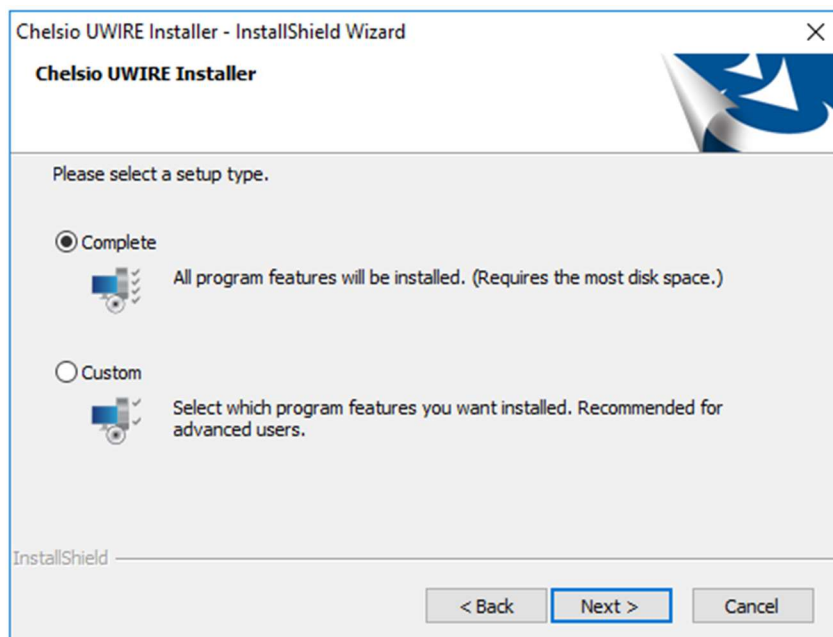 Chelsio UWIRE Installer - InstallShield Wizard
Chelsio UWIRE Installer
Please select a setup type.
Complete
All program features will be installed. (Requires the most disk space.)
Custom
Select which program features you want installed. Recommended for
advanced users.
InstallShield
< Back Next > Cancel